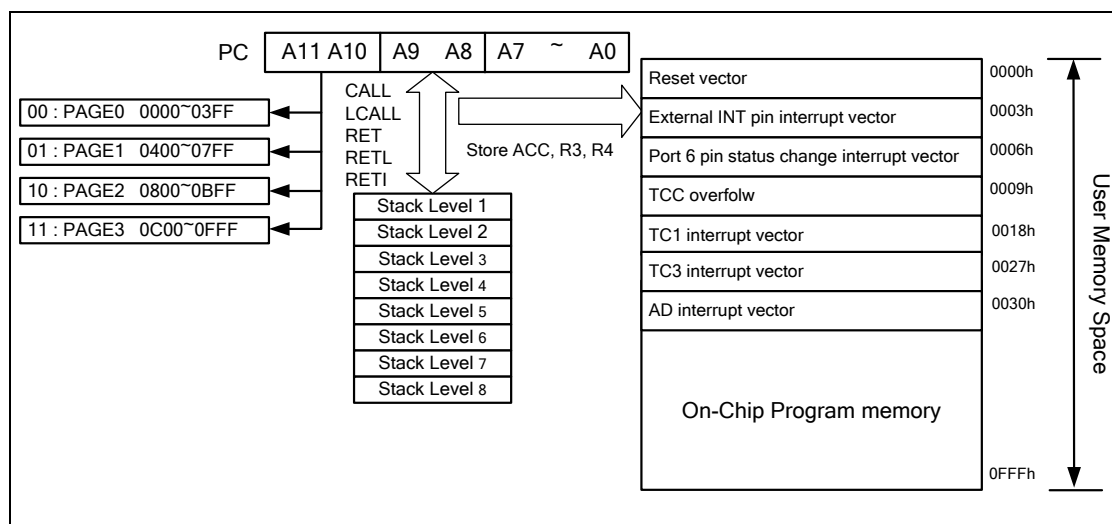 PC A11 A10 A9 A8 A7 ~ A0
00 : PAGE0 0000~03FF
01 : PAGE1 0400~07FF
10 : PAGE2 0800~0BFF
11 : PAGE3 0C00~0FFF
CALL
LCALL
RET
RETL
RETI
Store ACC, R3, R4
Stack Level 1
Stack Level 2
Stack Level 3
Stack Level 4
Stack Level 5
Stack Level 6
Stack Level 7
Stack Level 8
Reset vector 0000h
External INT pin interrupt vector 0003h
Port 6 pin status change interrupt vector 0006h
TCC overfolw 0009h
TC1 interrupt vector 0018h
TC3 interrupt vector 0027h
AD interrupt vector 0030h
On-Chip Program memory
0FFFh
User Memory Space